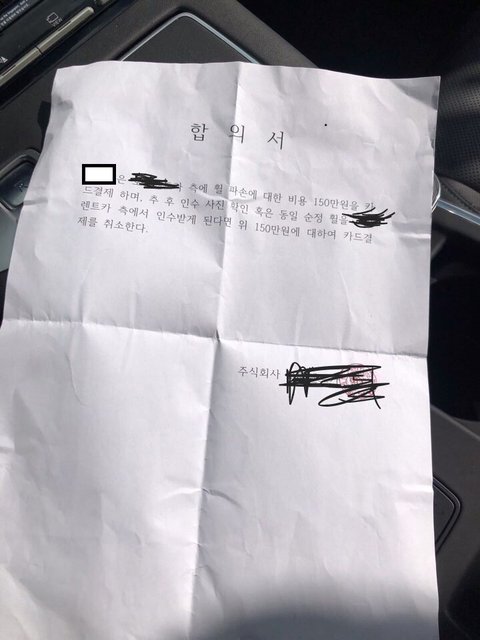 합 의 서
은 측에 휠 파손에 대한 비용 150만원을 카
드결제 하며, 추 후 인수 사진 확인 혹은 동일 순정 휠을
렌트카 측에서 인수받게 된다면 위 150만원에 대하여 카드결
제를 취소한다.
주식회사